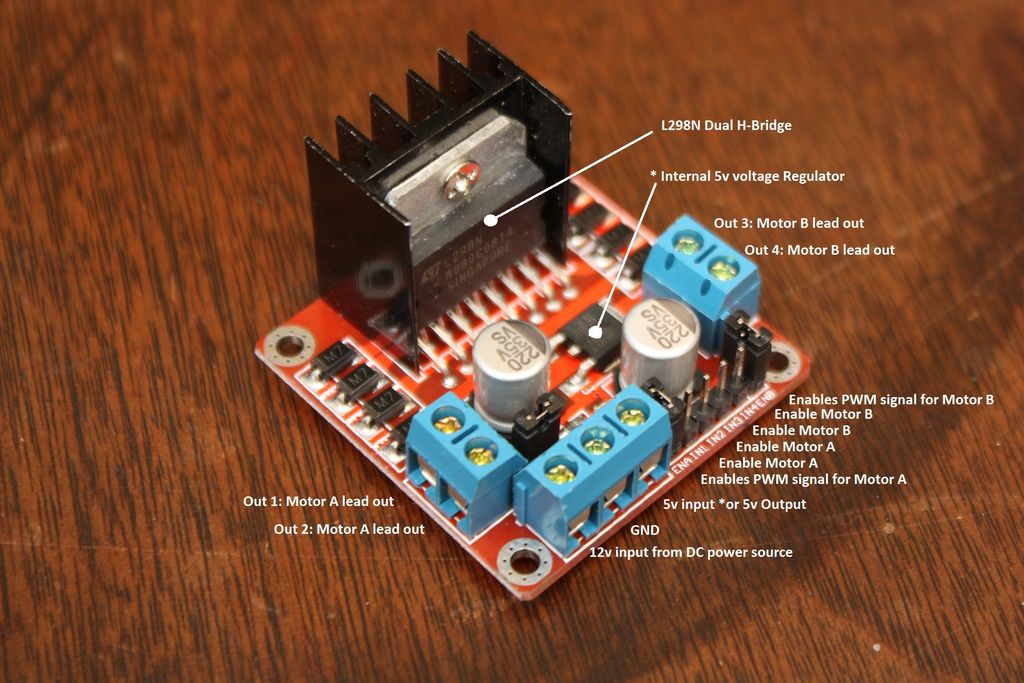 L298N Dual H-Bridge
* Internal 5v voltage Regulator
Out 3: Motor B lead out
Out 4: Motor B lead out
L298N
SINGAPORE
220
25V
220
25V
M7
M7
M7
Enables PWM signal for Motor B
Enable Motor B
Enable Motor B
Enable Motor A
Enable Motor A
Enables PWM signal for Motor A
ENA IN1 IN2 IN3 IN4 ENB
5v input *or 5v Output
GND
12v input from DC power source
Out 1: Motor A lead out
Out 2: Motor A lead out